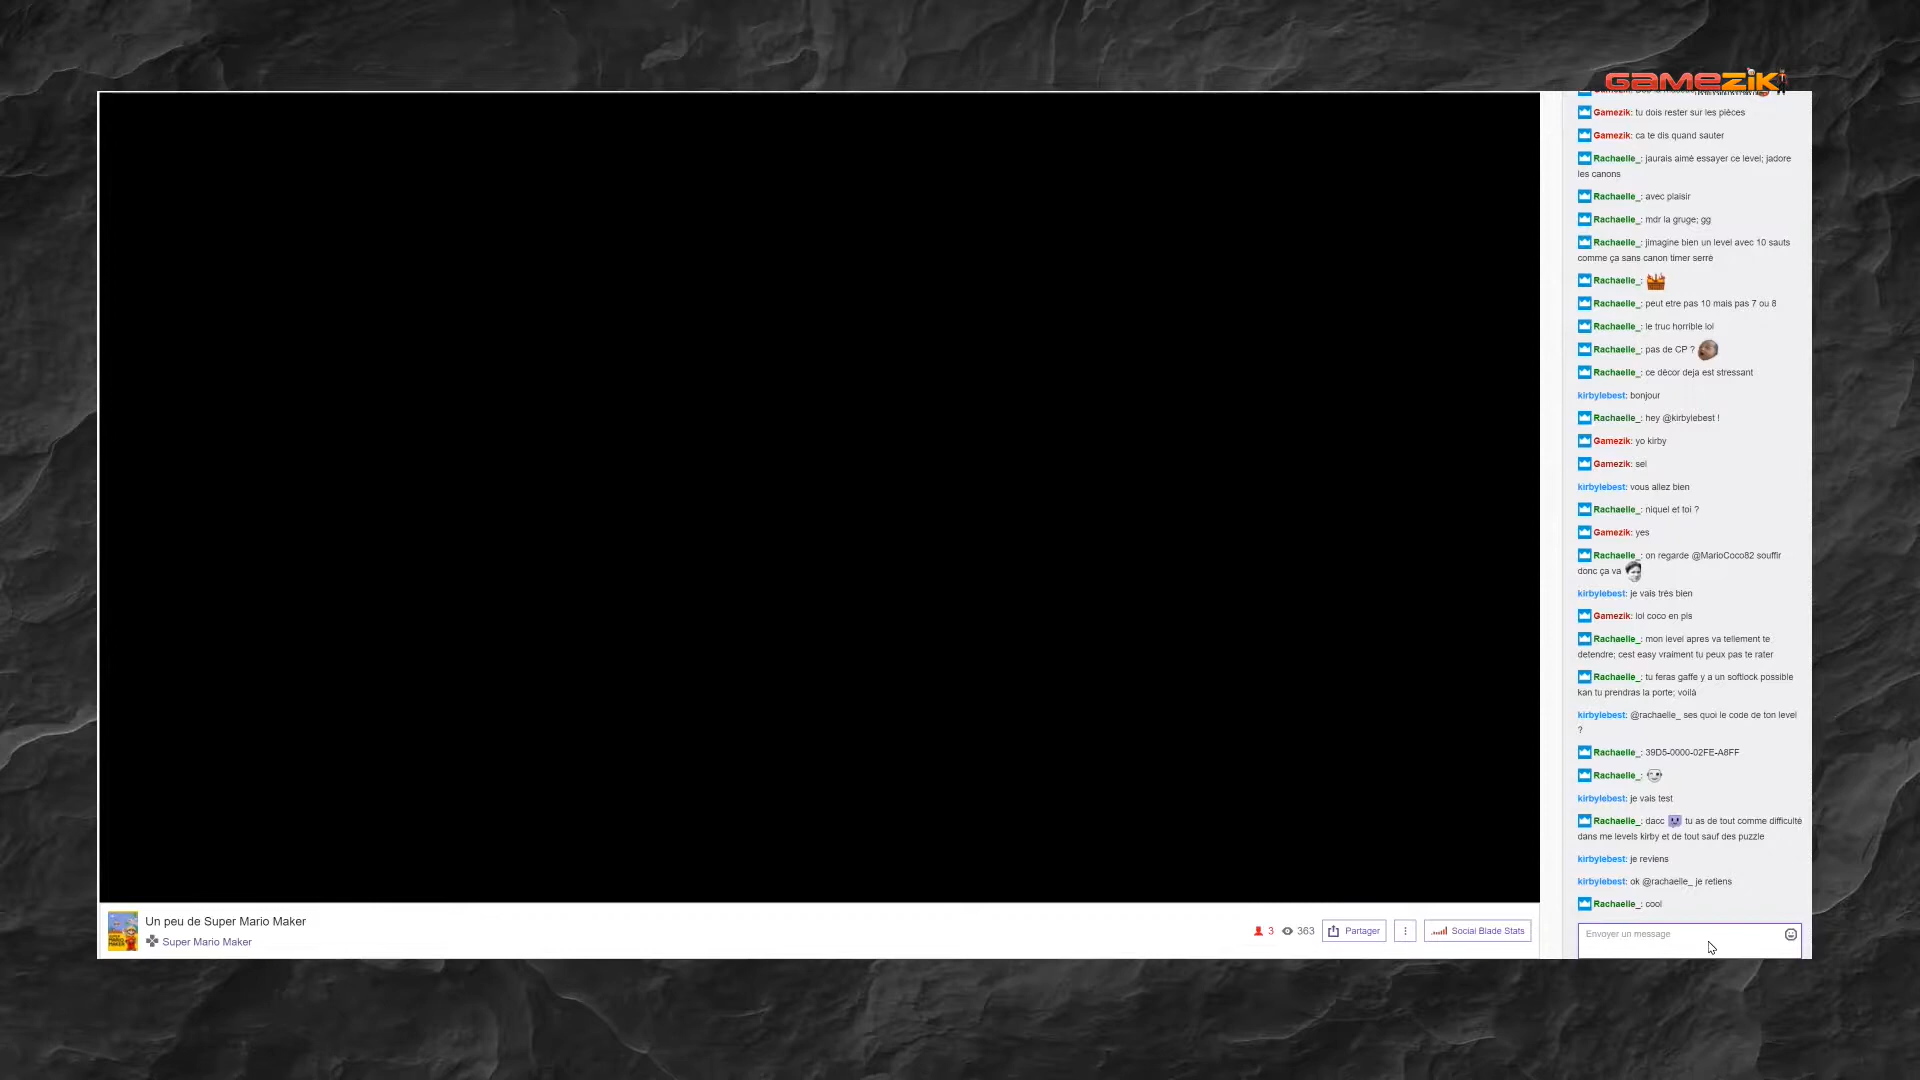 GAMEZIK
Gamezik: tu dois rester sur les pièces
Gamezik: ca te dis quand sauter
Rachaelle_: jaurais aimé essayer ce level; jadore
les canons
Rachaelle_: avec plaisir
Rachaelle_: mdr la gruge; gg
Rachaelle_: jimagine bien un level avec 10 sauts
comme ça sans canon timer serré
Rachaelle_:
Rachaelle_: peut etre pas 10 mais pas 7 ou 8
Rachaelle_: le truc horrible lol
Rachaelle_: pas de CP ?
Rachaelle_: ce décor deja est stressant
kirbylebest: bonjour
Rachaelle_: hey @kirbylebest !
Gamezik: yo kirby
Gamezik: sel
kirbylebest: vous allez bien
Rachaelle_: niquel et toi ?
Gamezik: yes
Rachaelle_: on regarde @MarioCoco82 souffir
donc ça va
kirbylebest: je vais très bien
Gamezik: lol coco en pls
Rachaelle_: mon level apres va tellement te
detendre; cest easy vraiment tu peux pas te rater
Rachaelle_: tu feras gaffe y a un softlock possible
kan tu prendras la porte; voilà
kirbylebest: @rachaelle_ ses quoi le code de ton level
?
Rachaelle_: 39D5-0000-02FE-A8FF
Rachaelle_:
kirbylebest: je vais test
Rachaelle_: dacc tu as de tout comme difficulté
dans me levels kirby et de tout sauf des puzzle
kirbylebest: je reviens
kirbylebest: ok @rachaelle_ je retiens
Rachaelle_: cool
Envoyer un message
Un peu de Super Mario Maker
Super Mario Maker
3 363 Partager Social Blade Stats